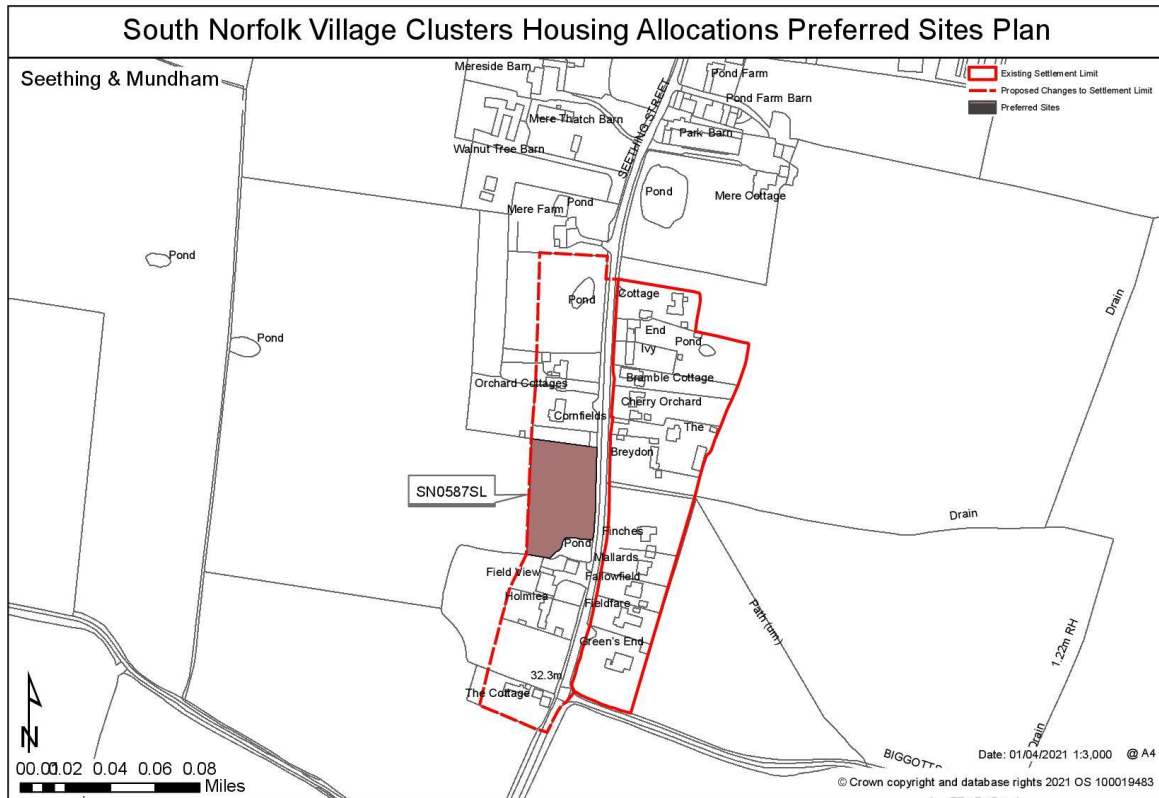 South Norfolk Village Clusters Housing Allocations Preferred Sites Plan
Seething & Mundham
Existing Settlement Limit
Proposed Changes to Settlement Limit
Preferred Sites
Mereside Barn
Pond Farm
Pond Farm Barn
Mere Thatch Barn
SEETHING STREET
Park Barn
Walnut Tree Barn
Pond
Mere Cottage
Pond
Mere Farm
Pond
Pond
Cottage
Drain
End
Pond
Pond
Ivy
Bramble Cottage
Orchard Cottages
Cherry Orchard
Cornfields
The
Breydon
SN0587SL
Drain
Finches
Pond
Mallards
Field View
Fallowfield
Holmlea
Fieldfare
Path (um)
1.22m RH
Green's End
32.3m
The Cottage
Drain
N
BIGGOTT'S
Date: 01/04/2021 1:3,000 @ A4
00.01 0.02 0.04 0.06 0.08
Miles
© Crown copyright and database rights 2021 OS 100019483